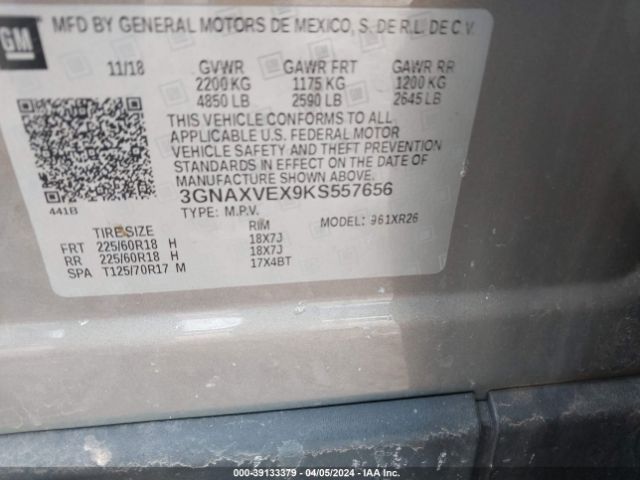 GM
MFD BY GENERAL MOTORS DE MEXICO, S. DE R.L. DE C.V.
11/18 GVWR GAWR FRT GAWR RR
2200 KG 1175 KG 1200 KG
4850 LB 2590 LB 2645 LB
THIS VEHICLE CONFORMS TO ALL
APPLICABLE U.S. FEDERAL MOTOR
VEHICLE SAFETY AND THEFT PREVENTION
STANDARDS IN EFFECT ON THE DATE OF
MANUFACTURE SHOWN ABOVE.
441B
3GNAXVEX9KS557656
TYPE: M.P.V. MODEL: 961XR26
TIRE SIZE RIM
FRT 225/60R18 H 18X7J
RR 225/60R18 H 18X7J
SPA T125/70R17 M 17X4BT
000-39133379 - 04/05/2024 - IAA Inc.